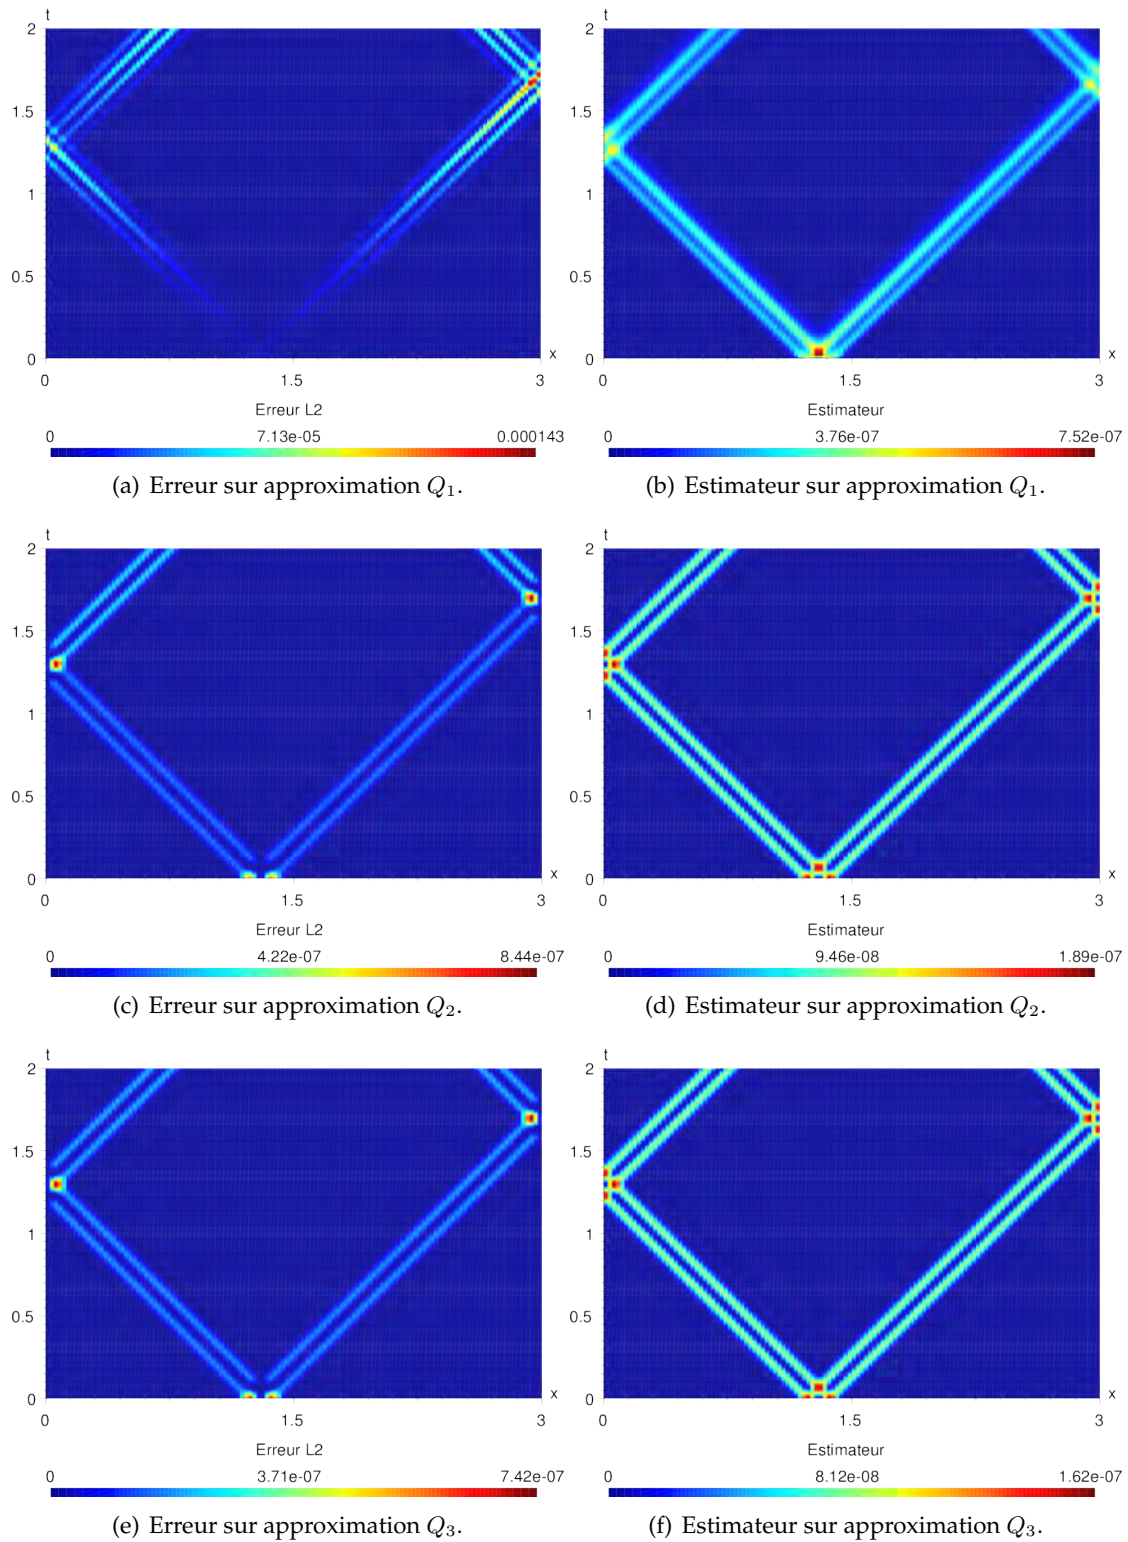 t t
2 2
1.5 1.5
1 1
0.5 0.5
0 x 0 x
0 1.5 3 0 1.5 3
Erreur L2 Estimateur
0 7.13e-05 0.000143 0 3.76e-07 7.52e-07
(a) Erreur sur approximation Q1. (b) Estimateur sur approximation Q1.
t t
2 2
1.5 1.5
1 1
0.5 0.5
0 x 0 x
0 1.5 3 0 1.5 3
Erreur L2 Estimateur
0 4.22e-07 8.44e-07 0 9.46e-08 1.89e-07
(c) Erreur sur approximation Q2. (d) Estimateur sur approximation Q2.
t t
2 2
1.5 1.5
1 1
0.5 0.5
0 x 0 x
0 1.5 3 0 1.5 3
Erreur L2 Estimateur
0 3.71e-07 7.42e-07 0 8.12e-08 1.62e-07
(e) Erreur sur approximation Q3. (f) Estimateur sur approximation Q3.